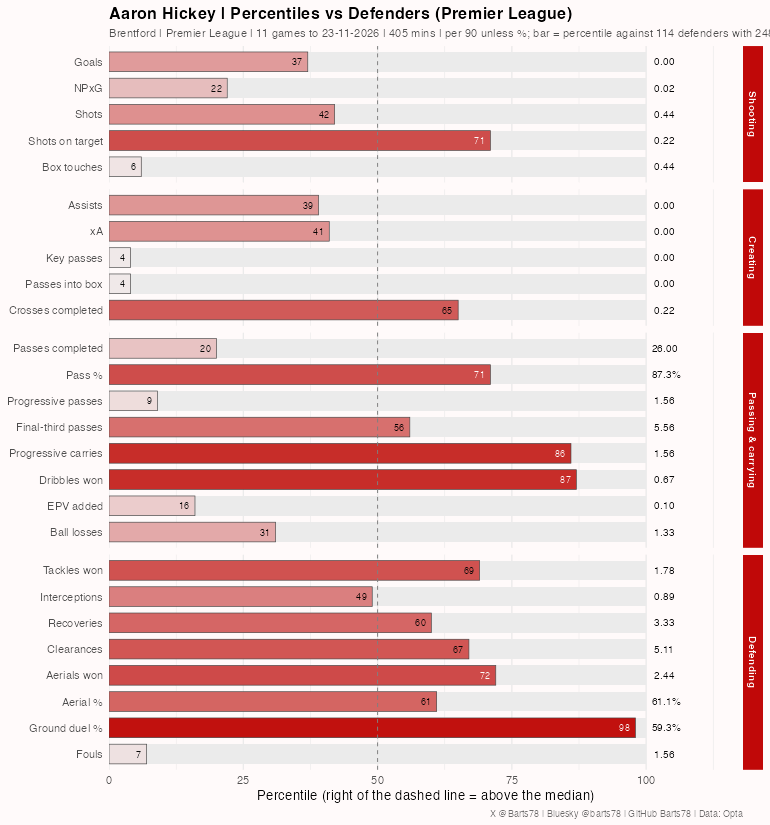 Aaron Hickey | Percentiles vs Defenders (Premier League)
Brentford | Premier League | 11 games to 23-11-2026 | 405 mins | per 90 unless %; bar = percentile against 114 defenders with
Goals 37 0.00
NPxG 22 0.02
Shots 42 0.44
Shots on target 71 0.22
Box touches 6 0.44
Shooting
Assists 39 0.00
xA 41 0.00
Key passes 4 0.00
Passes into box 4 0.00
Crosses completed 65 0.22
Creating
Passes completed 20 26.00
Pass % 71 87.3%
Progressive passes 9 1.56
Final-third passes 56 5.56
Progressive carries 86 1.56
Dribbles won 87 0.67
EPV added 16 0.10
Ball losses 31 1.33
Passing & carrying
Tackles won 69 1.78
Interceptions 49 0.89
Recoveries 60 3.33
Clearances 67 5.11
Aerials won 72 2.44
Aerial % 61 61.1%
Ground duel % 98 59.3%
Fouls 7 1.56
Defending
0 25 50 75 100
Percentile (right of the dashed line = above the median)
X @Barts78 | Bluesky @barts78 | GitHub Barts78 | Data: Opta